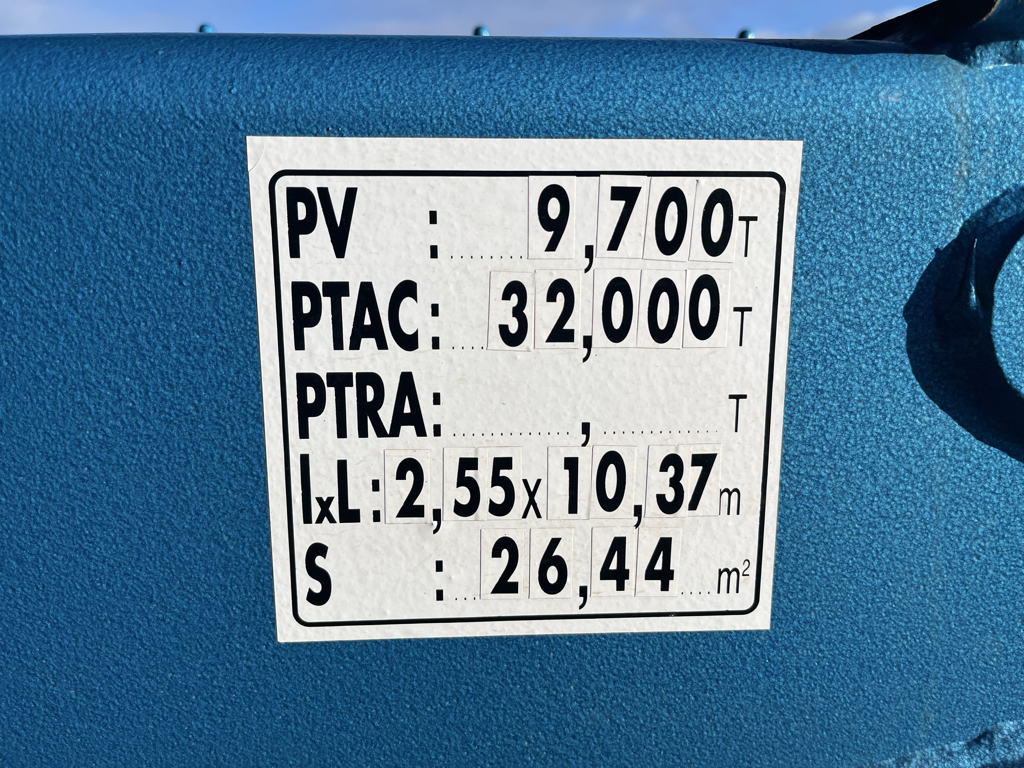 PV : ........ 9,700 T
PTAC : .... 32,000 T
PTRA : ............, ............ T
lxL : 2,55 x 10,37 m
S : ... 26,44 .... m²